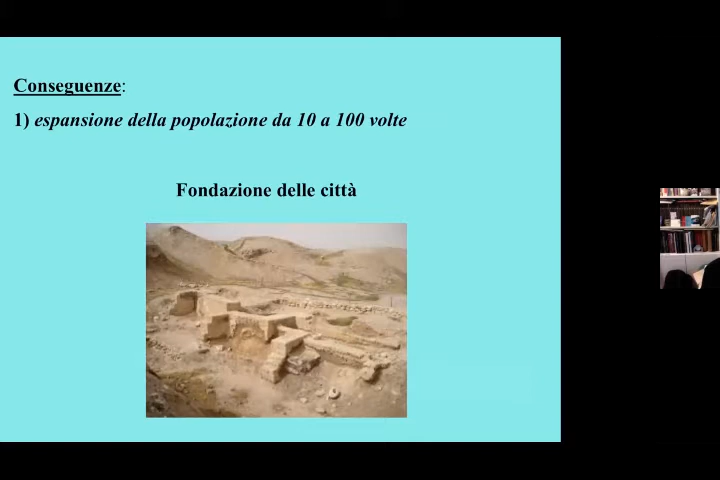 Conseguenze:
1) espansione della popolazione da 10 a 100 volte
Fondazione delle città